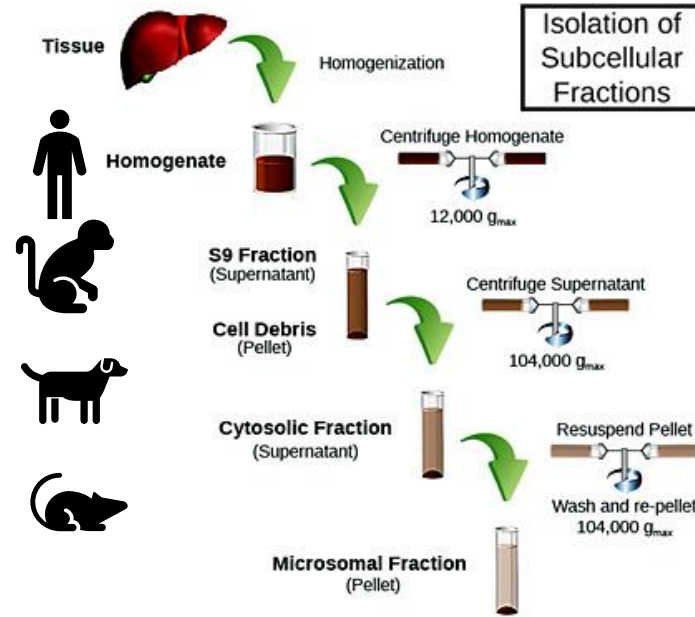 Isolation of
Subcellular
Fractions
Tissue
Homogenization
Homogenate
Centrifuge Homogenate
12,000 gmax
S9 Fraction
(Supernatant)
Cell Debris
(Pellet)
Centrifuge Supernatant
104,000 gmax
Cytosolic Fraction
(Supernatant)
Resuspend Pellet
Wash and re-pellet
104,000 gmax
Microsomal Fraction
(Pellet)